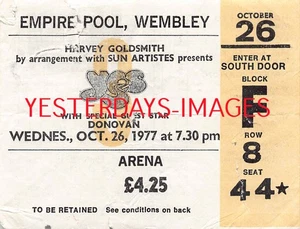 EMPIRE POOL, WEMBLEY
HARVEY GOLDSMITH
by arrangement with SUN ARTISTES presents
yes
YESTERDAYS-IMAGES
WITH SPECIAL GUEST STAR
DONOVAN
WEDNES., OCT. 26, 1977 at 7.30 pm
ARENA
£4.25
TO BE RETAINED See conditions on back
OCTOBER
26
ENTER AT
SOUTH DOOR
BLOCK
F
ROW
8
SEAT
44★